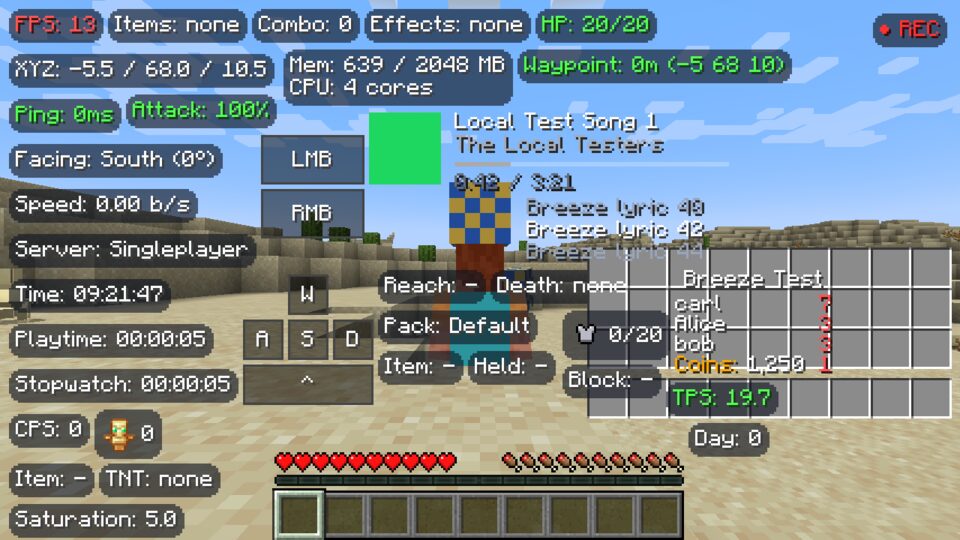 FPS: 13
Items: none
Combo: 0
Effects: none
HP: 20/20
● REC
XYZ: -5.5 / 68.0 / 10.5
Mem: 639 / 2048 MB
CPU: 4 cores
Waypoint: 0m (-5 68 10)
Ping: 0ms
Attack: 100%
Local Test Song 1
The Local Testers
Facing: South (0°)
LMB
0:42 / 3:21
Speed: 0.00 b/s
RMB
Breeze lyric 40
Breeze lyric 42
Breeze lyric 44
Server: Singleplayer
Time: 09:21:47
W
Reach: -
Death: none
Breeze Test
carl 7
Alice 3
bob 3
Coins: 1,250 1
Playtime: 00:00:05
A
S
D
Pack: Default
0/20
Stopwatch: 00:00:05
^
Item: -
Held: -
Block: -
TPS: 19.7
CPS: 0
0
Day: 0
Item: -
TNT: none
Saturation: 5.0